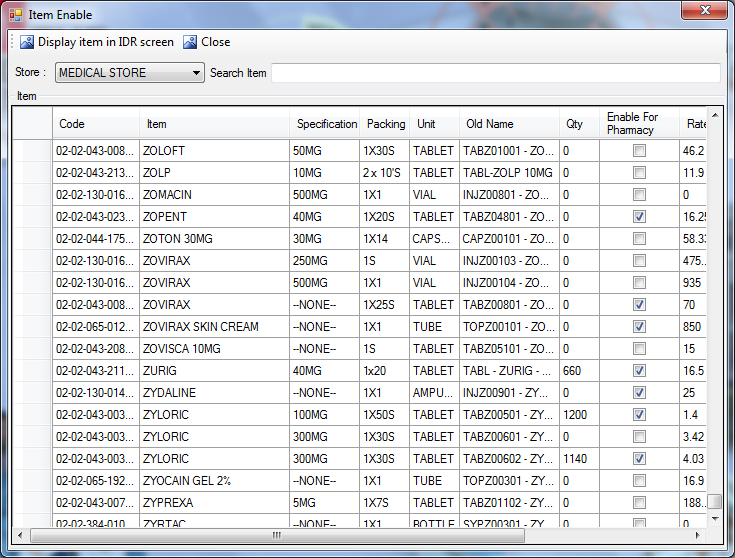 Item Enable
Display item in IDR screen Close
Store : MEDICAL STORE Search Item
Item
Code Item Specification Packing Unit Old Name Qty Enable For Pharmacy Rate
02-02-043-008... ZOLOFT 50MG 1X30S TABLET TABZ01001 - ZO... 0 46.2
02-02-043-213... ZOLP 10MG 2 x 10'S TABLET TABL-ZOLP 10MG 0 11.9
02-02-130-016... ZOMACIN 500MG 1X1 VIAL INJZ00801 - ZO... 0 0
02-02-043-023... ZOPENT 40MG 1X20S TABLET TABZ04801 - ZO... 0 16.25
02-02-044-175... ZOTON 30MG 30MG 1X14 CAPS... CAPZ00101 - ZO... 0 58.33
02-02-130-016... ZOVIRAX 250MG 1S VIAL INJZ00103 - ZO... 0 475...
02-02-130-016... ZOVIRAX 500MG 1X1 VIAL INJZ00104 - ZO... 0 935
02-02-043-008... ZOVIRAX --NONE-- 1X25S TABLET TABZ00801 - ZO... 0 70
02-02-065-012... ZOVIRAX SKIN CREAM --NONE-- 1X1 TUBE TOPZ00101 - ZO... 0 850
02-02-043-208... ZOVISCA 10MG --NONE-- 1S TABLET TABZ05101 - ZO... 0 15
02-02-043-211... ZURIG 40MG 1x20 TABLET TABL - ZURIG - ... 660 16.5
02-02-130-014... ZYDALINE --NONE-- 1X1 AMPU... INJZ00901 - ZY... 0 25
02-02-043-003... ZYLORIC 100MG 1X50S TABLET TABZ00501 - ZY... 1200 1.4
02-02-043-003... ZYLORIC 300MG 1X30S TABLET TABZ00601 - ZY... 0 3.42
02-02-043-003... ZYLORIC 300MG 1X30S TABLET TABZ00602 - ZY... 1140 4.03
02-02-065-192... ZYOCAIN GEL 2% --NONE-- 1X1 TUBE TOPZ00301 - ZY... 0 16.9
02-02-043-007... ZYPREXA 5MG 1X7S TABLET TABZ01102 - ZY... 0 188...
02-02-384-010... ZYRTAC --NONE-- 1X1 BOTTLE SYPZ00301 - ZY... 0 0